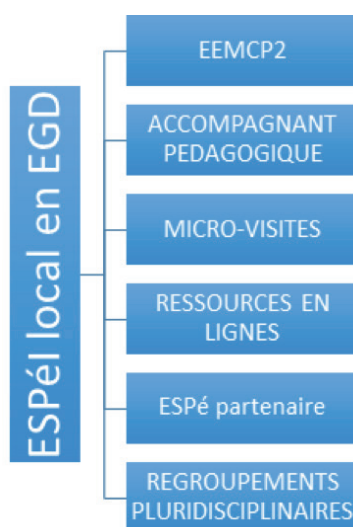 ESPél local en EGD
EEMCP2
ACCOMPAGNANT
PEDAGOGIQUE
MICRO-VISITES
RESSOURCES EN
LIGNES
ESPé partenaire
REGROUPEMENTS
PLURIDISCIPLINAIRES